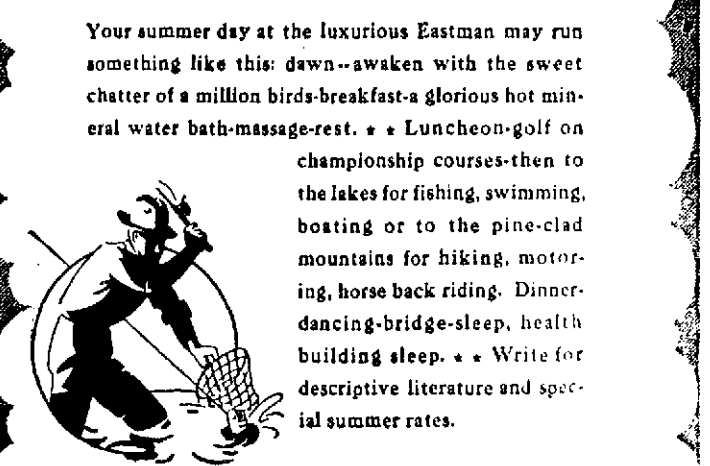 Your summer day at the luxurious Eastman may run
something like this: dawn--awaken with the sweet
chatter of a million birds-breakfast-a glorious hot min-
eral water bath-massage-rest. ★ ★ Luncheon-golf on
championship courses-then to
the lakes for fishing, swimming,
boating or to the pine-clad
mountains for hiking, motor-
ing, horse back riding. Dinner-
dancing-bridge-sleep, health
building sleep. ★ ★ Write for
descriptive literature and spec-
ial summer rates.